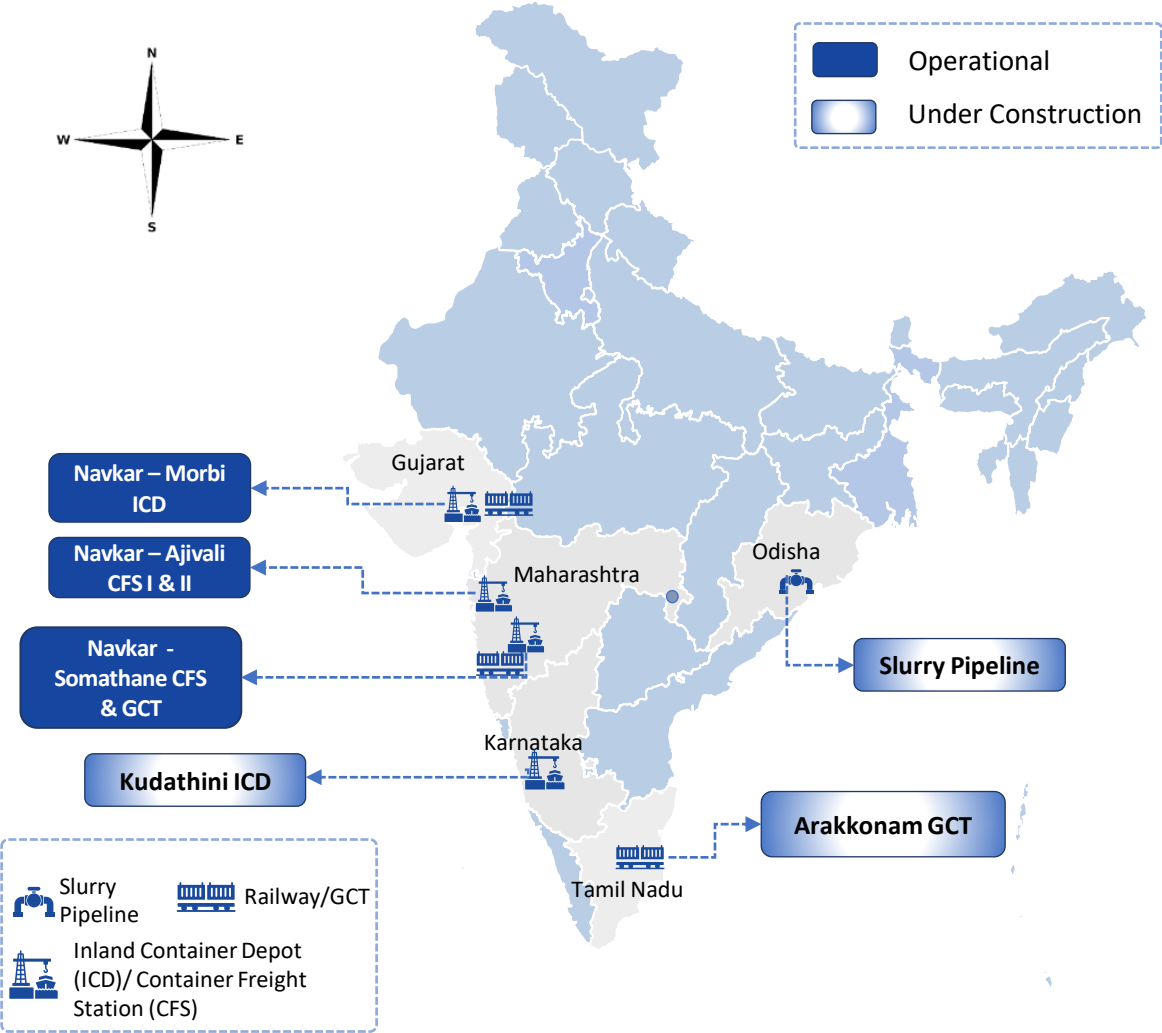 N
W
E
S
Operational
Under Construction
Gujarat
Navkar – Morbi
ICD
Navkar – Ajivali
CFS I & II
Maharashtra
Odisha
Navkar -
Somathane CFS
& GCT
Slurry Pipeline
Karnataka
Kudathini ICD
Arakkonam GCT
Tamil Nadu
Slurry
Pipeline
Railway/GCT
Inland Container Depot
(ICD)/ Container Freight
Station (CFS)